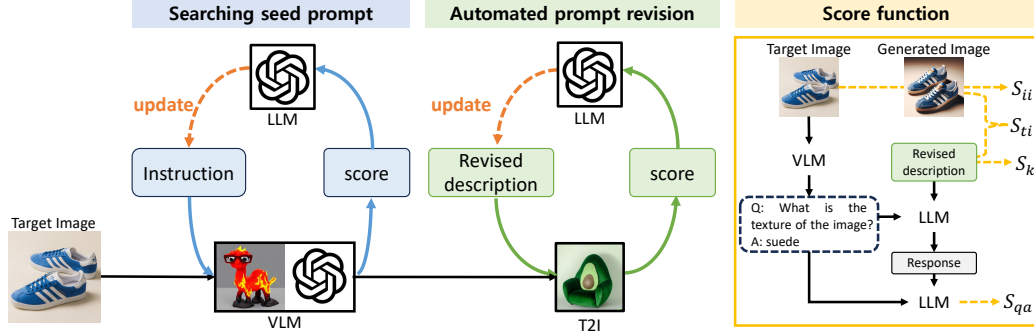 Searching seed prompt
Automated prompt revision
Score function
update
LLM
Instruction
score
Target Image
VLM
update
LLM
Revised
description
score
T2I
Target Image
Generated Image
S_ii
S_ti
S_k
VLM
Revised
description
Q: What is the
texture of the image?
A: suede
LLM
Response
LLM
S_qa